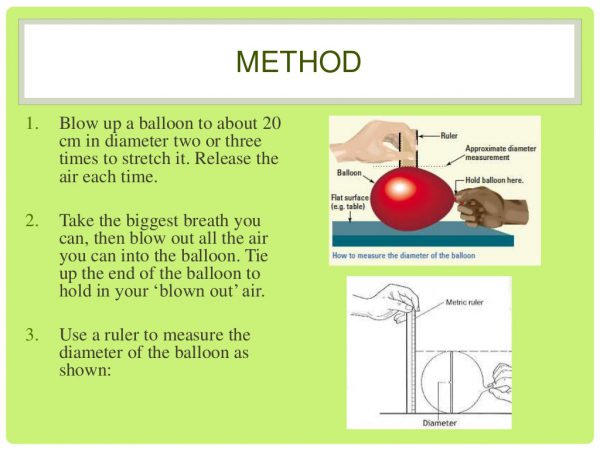 METHOD
1. Blow up a balloon to about 20
cm in diameter two or three
times to stretch it. Release the
air each time.
2. Take the biggest breath you
can, then blow out all the air
you can into the balloon. Tie
up the end of the balloon to
hold in your ‘blown out’ air.
3. Use a ruler to measure the
diameter of the balloon as
shown:
Ruler
Approximate diameter
measurement
Balloon
Hold balloon here.
Flat surface
(e.g. table)
How to measure the diameter of the balloon
Metric ruler
Diameter